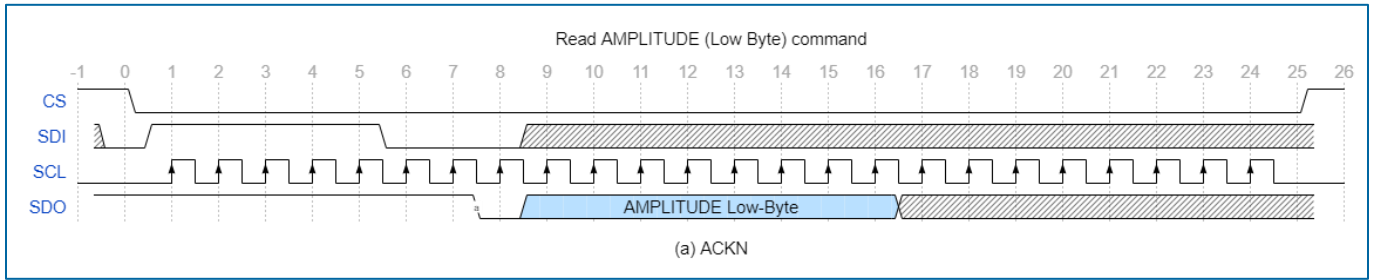 Read AMPLITUDE (Low Byte) command
-1 0 1 2 3 4 5 6 7 8 9 10 11 12 13 14 15 16 17 18 19 20 21 22 23 24 25 26
CS
SDI
SCL
SDO a AMPLITUDE Low-Byte
(a) ACKN